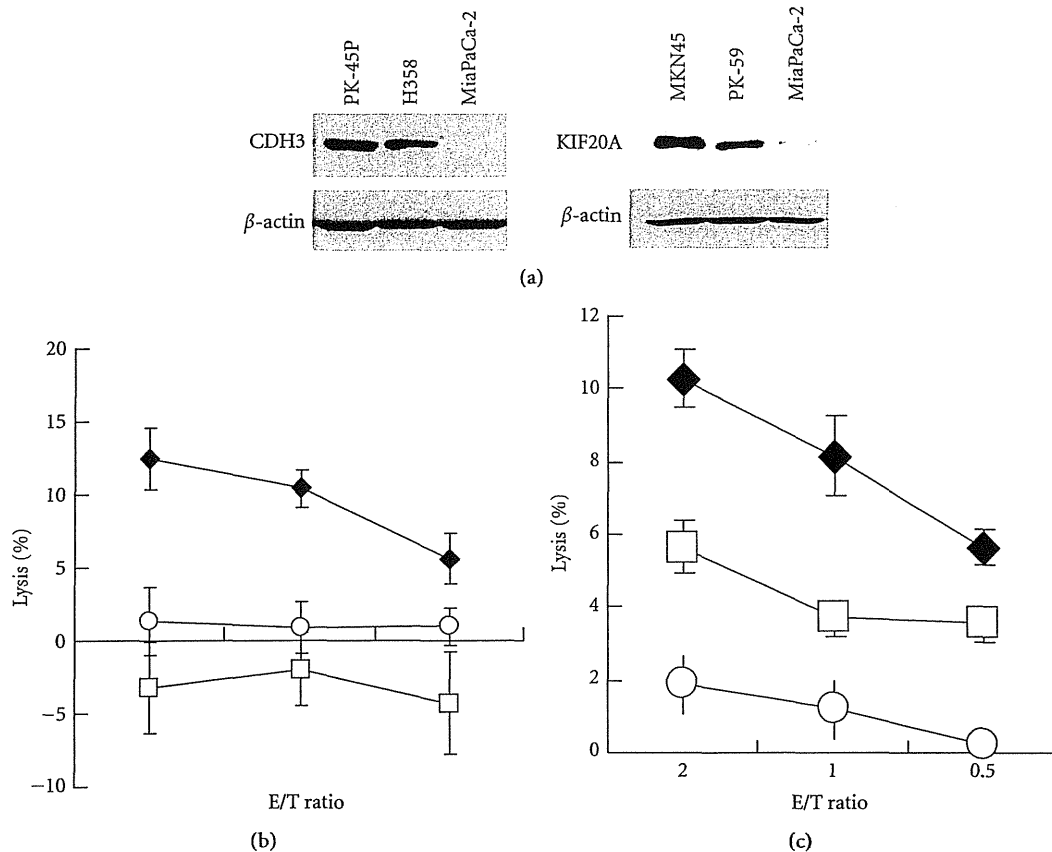 PK-45P
H358
MiaPaCa-2
CDH3
β-actin
MKN45
PK-59
MiaPaCa-2
KIF20A
β-actin
(a)
20
15
10
5
0
−5
−10
Lysis (%)
E/T ratio
(b)
12
10
8
6
4
2
0
Lysis (%)
2 1 0.5
E/T ratio
(c)